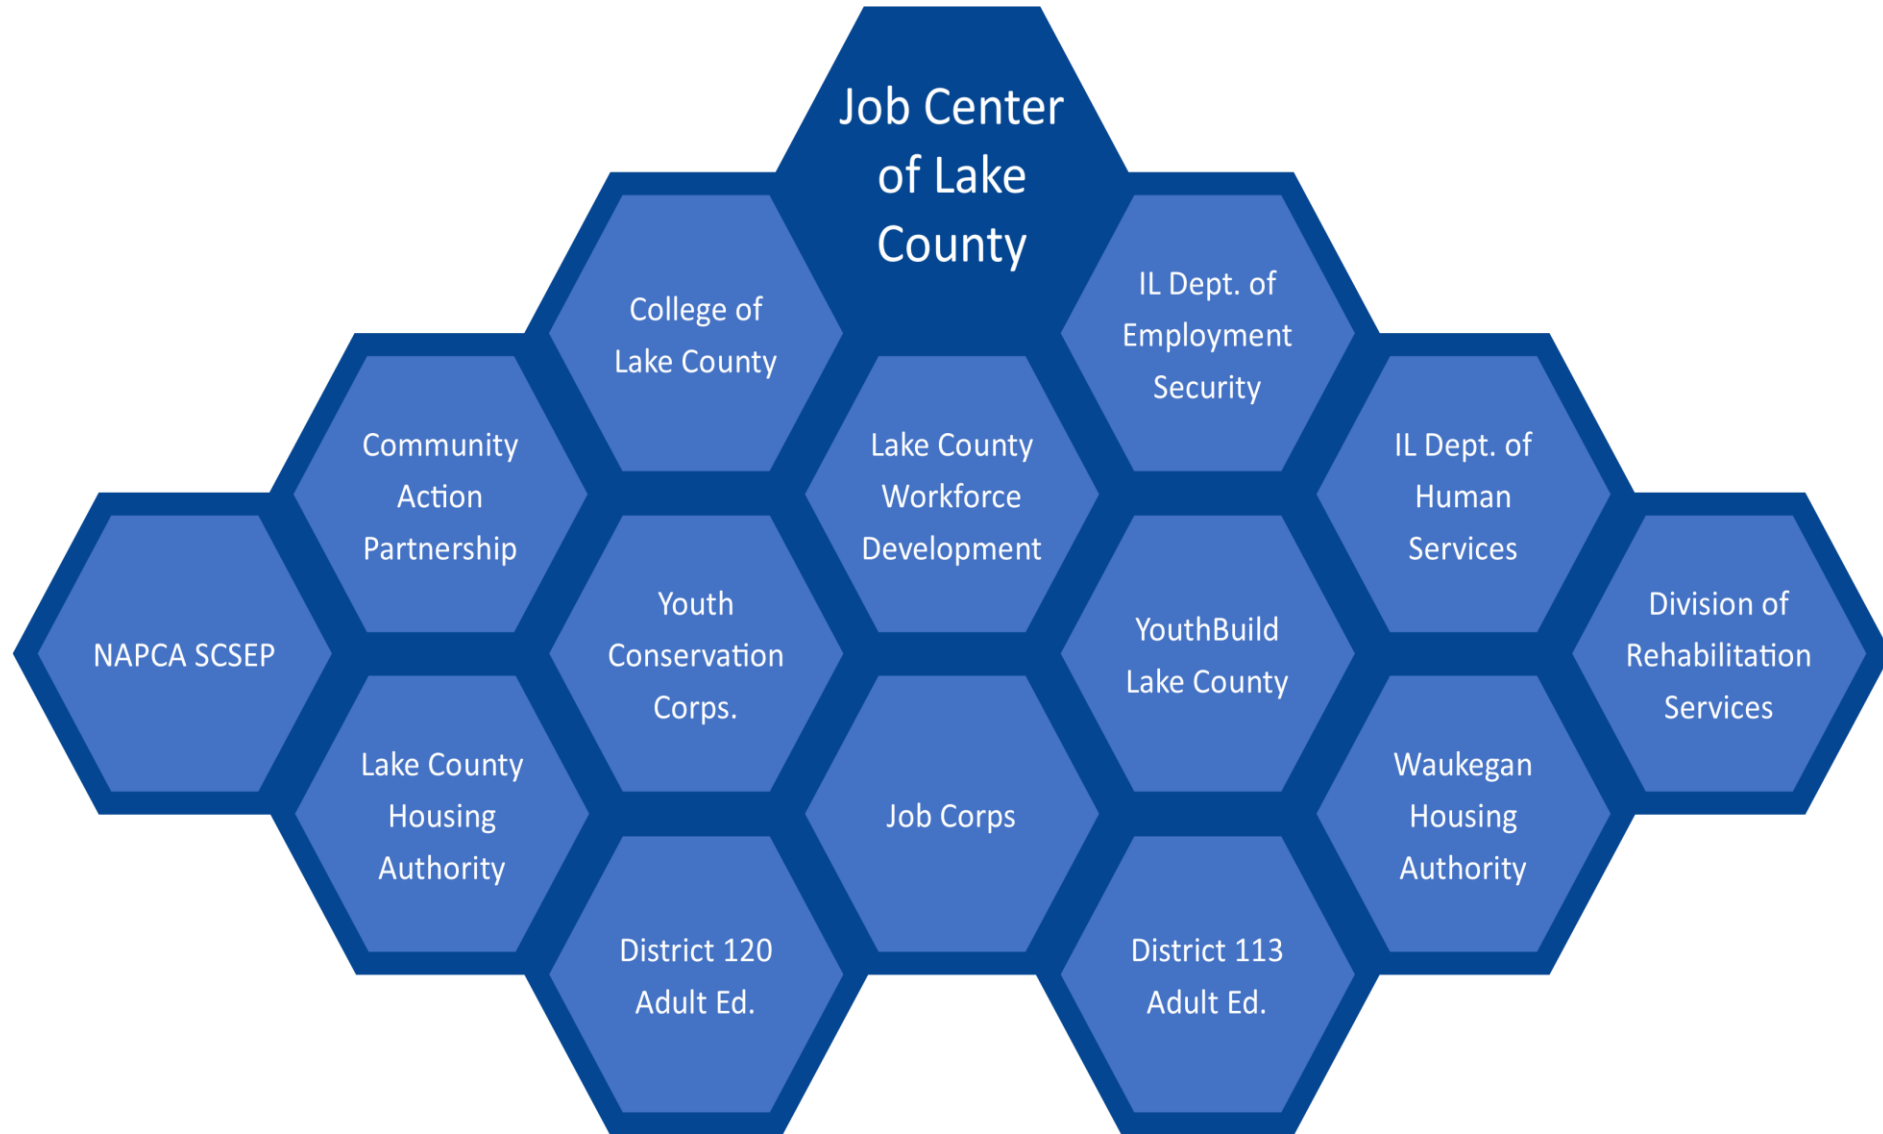 Job Center
of Lake
County
College of
Lake County
IL Dept. of
Employment
Security
Community
Action
Partnership
Lake County
Workforce
Development
IL Dept. of
Human
Services
NAPCA SCSEP
Youth
Conservation
Corps.
YouthBuild
Lake County
Division of
Rehabilitation
Services
Lake County
Housing
Authority
Job Corps
Waukegan
Housing
Authority
District 120
Adult Ed.
District 113
Adult Ed.